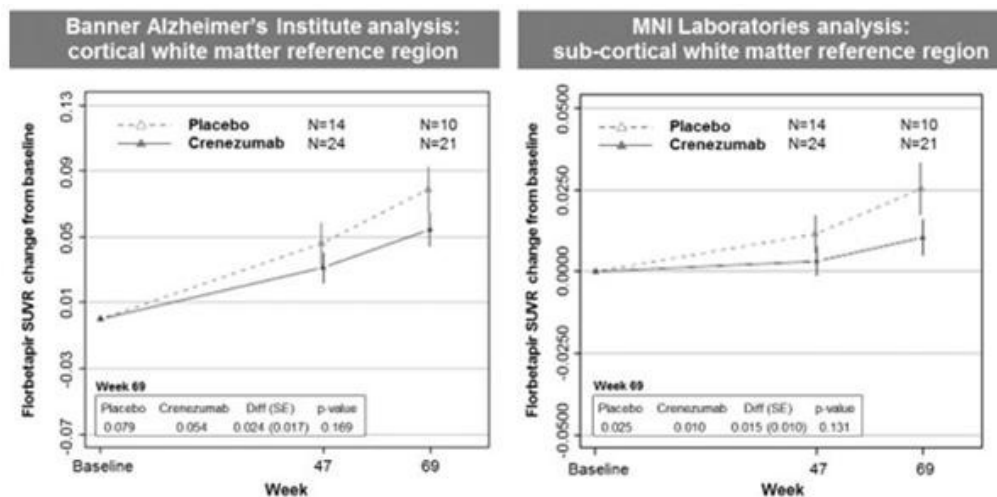 Banner Alzheimer's Institute analysis:
cortical white matter reference region
Florbetapir SUVR change from baseline
0.13
0.09
0.05
0.01
-0.03
-0.07
Placebo N=14 N=10
Crenezumab N=24 N=21
Week 69
Placebo Crenezumab Diff (SE) p-value
0.079 0.054 0.024 (0.017) 0.169
Baseline 47 69
Week
MNI Laboratories analysis:
sub-cortical white matter reference region
Florbetapir SUVR change from baseline
0.0500
0.0250
0.0000
-0.0250
-0.0500
Placebo N=14 N=10
Crenezumab N=24 N=21
Week 69
Placebo Crenezumab Diff (SE) p-value
0.025 0.010 0.015 (0.010) 0.131
Baseline 47 69
Week